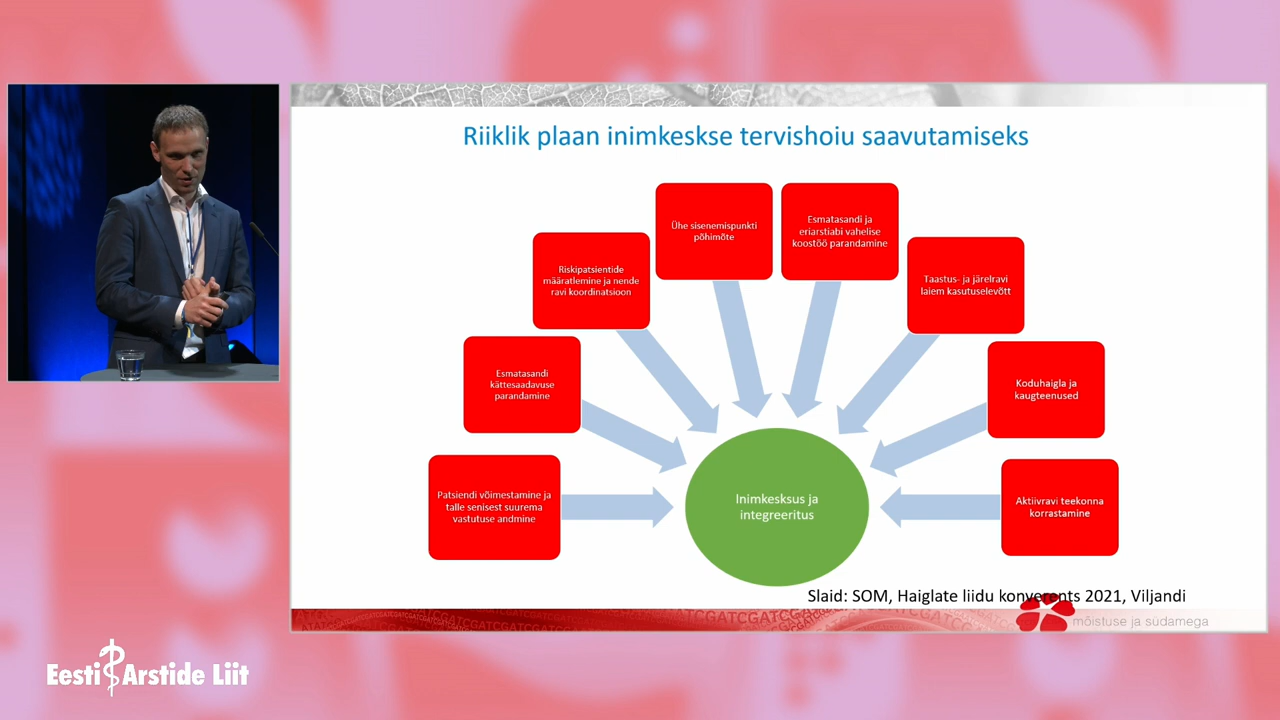 Riiklik plaan inimkeskse tervishoiu saavutamiseks
Ühe sisenemispunkti
põhimõte
Esmatasandi ja
eriarstiabi vahelise
koostöö parandamine
Riskipatsientide
määratlemine ja nende
ravi koordinatsioon
Taastus- ja järelravi
laiem kasutuselevõtt
Esmatasandi
kättesaadavuse
parandamine
Koduhaigla ja
kaugteenused
Patsiendi võimestamine ja
talle senisest suurema
vastutuse andmine
Inimkesksus ja
integreeritus
Aktiivravi teekonna
korrastamine
Slaid: SOM, Haiglate liidu konverents 2021, Viljandi
mõistuse ja südamega
Eesti Arstide Liit